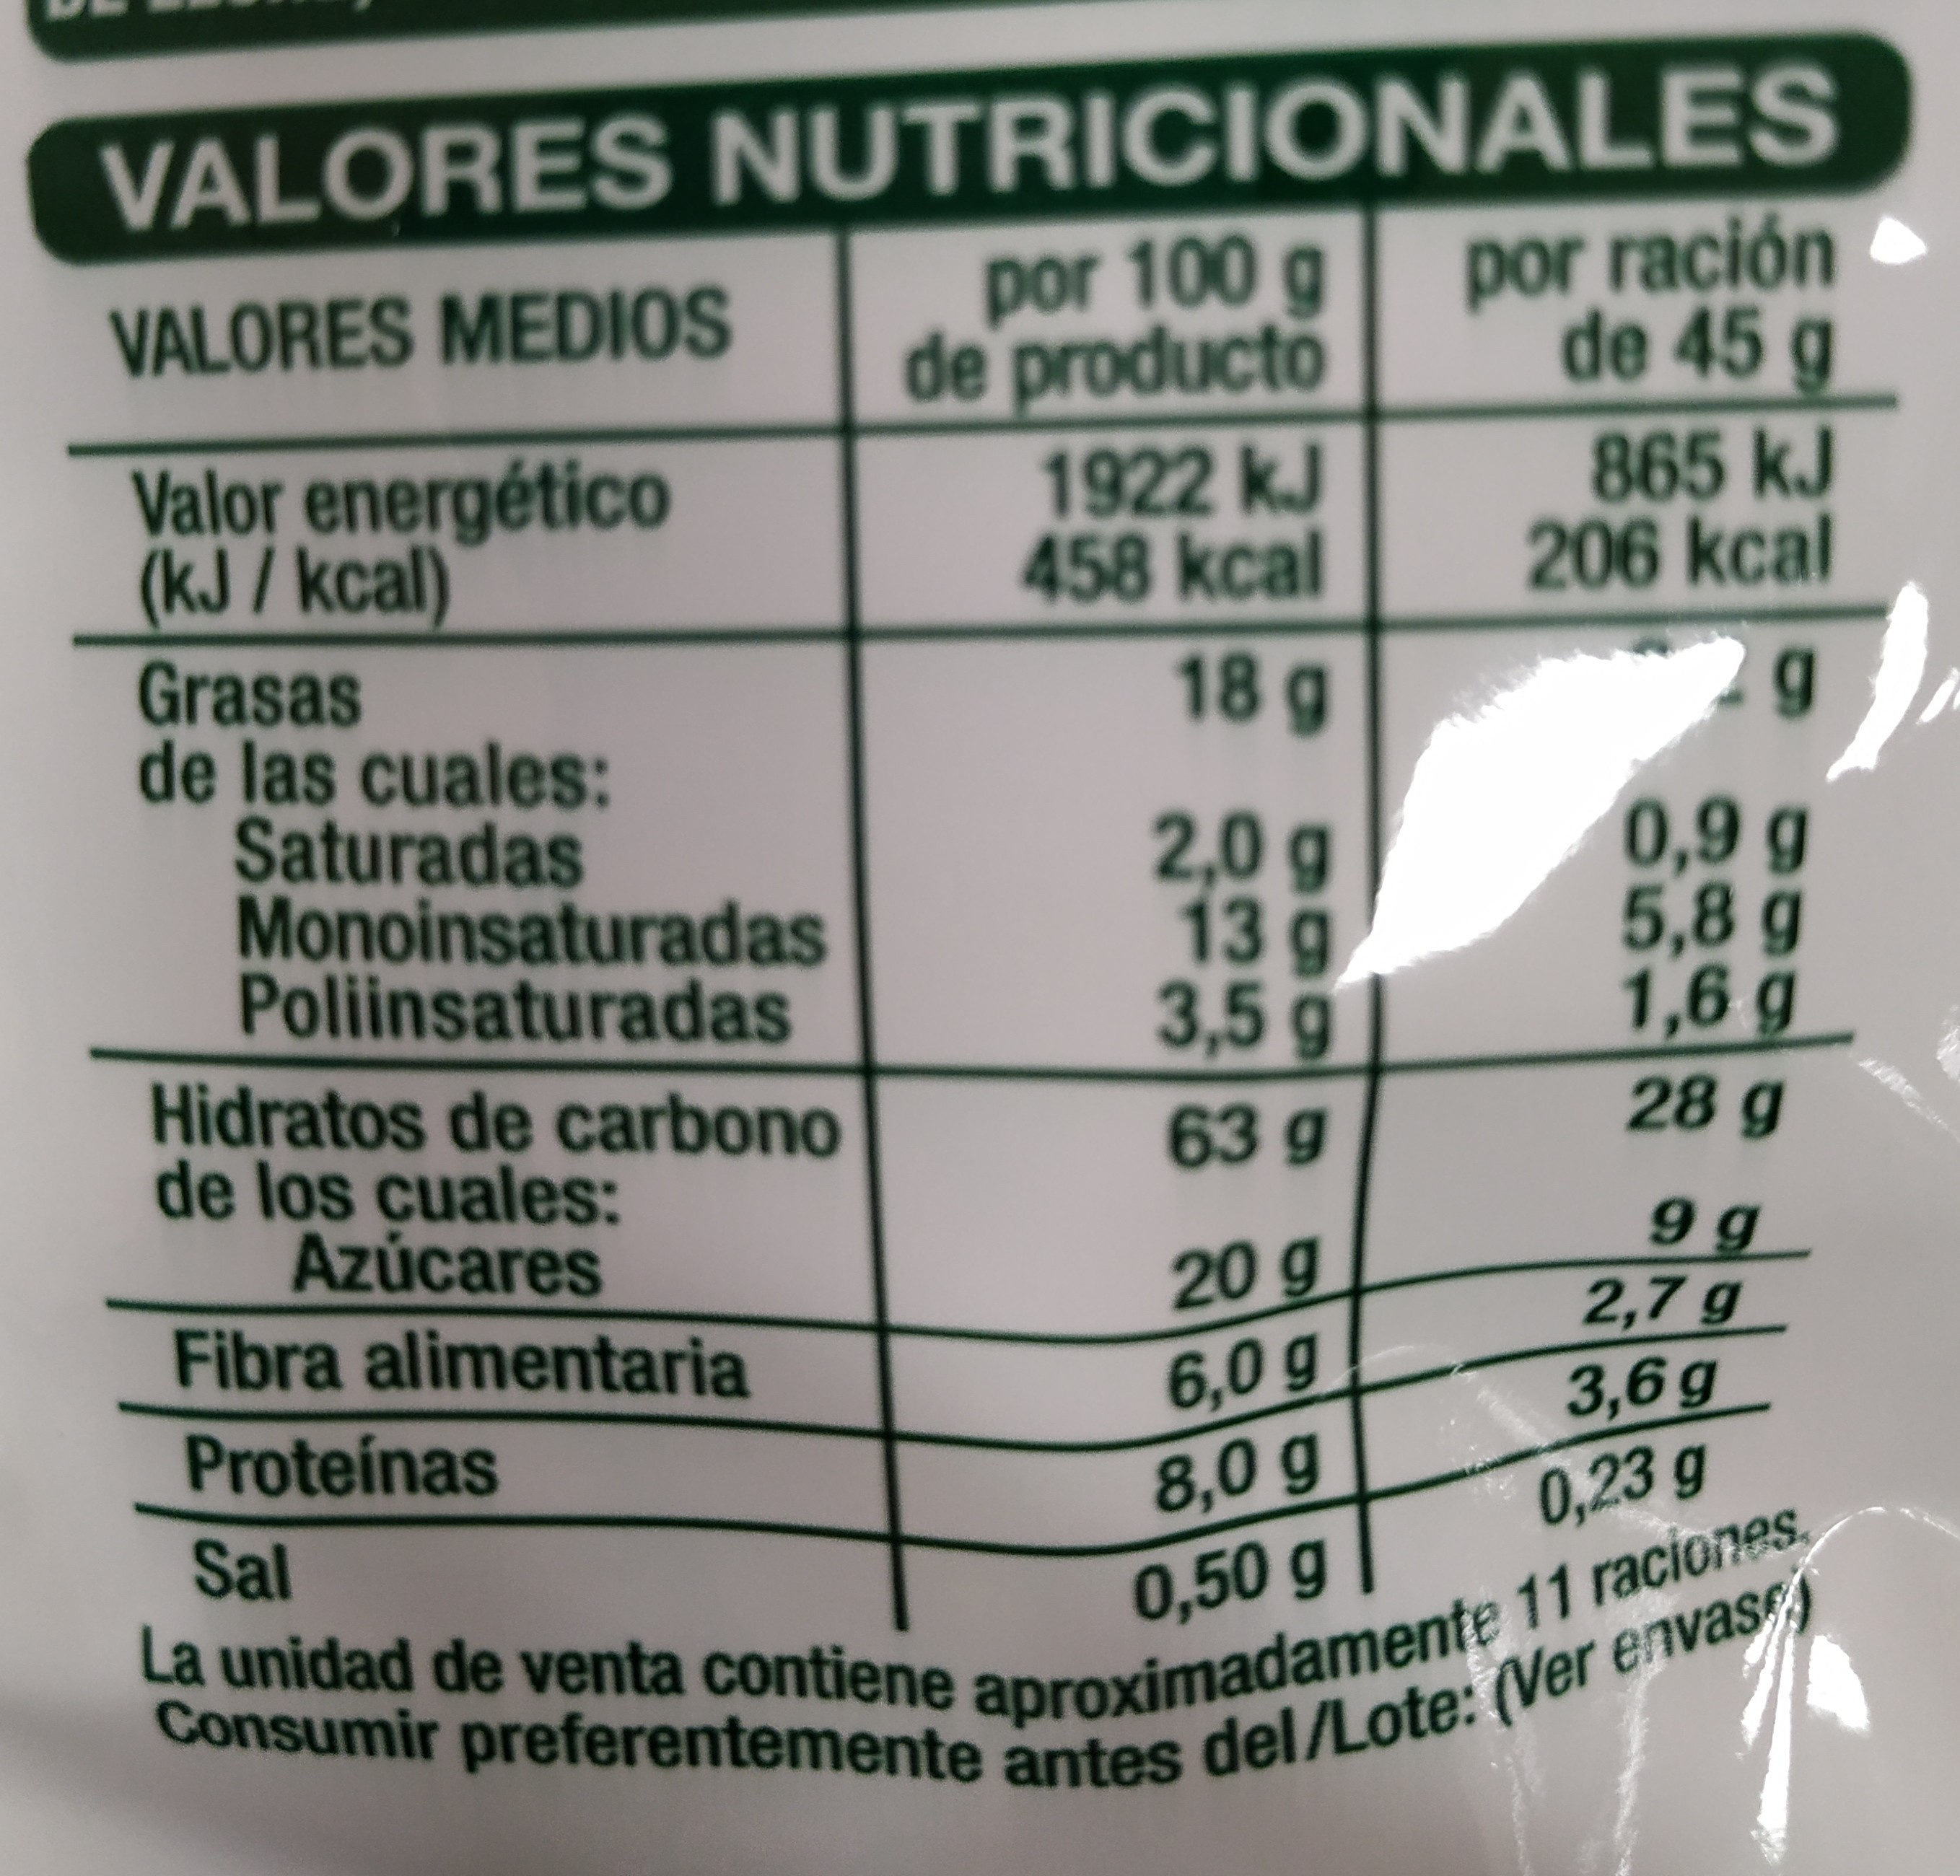 VALORES NUTRICIONALES
VALORES MEDIOS
por 100 g
de producto
por ración
de 45 g
Valor energético
(kJ / kcal)
1922 kJ
458 kcal
865 kJ
206 kcal
Grasas 18 g g
de las cuales:
Saturadas 2,0 g 0,9 g
Monoinsaturadas 13 g 5,8 g
Poliinsaturadas 3,5 g 1,6 g
Hidratos de carbono 63 g 28 g
de los cuales:
Azúcares 20 g 9 g
Fibra alimentaria 6,0 g 2,7 g
Proteínas 8,0 g 3,6 g
Sal 0,50 g 0,23 g
La unidad de venta contiene aproximadamente 11 raciones.
Consumir preferentemente antes del/Lote: (Ver envase)